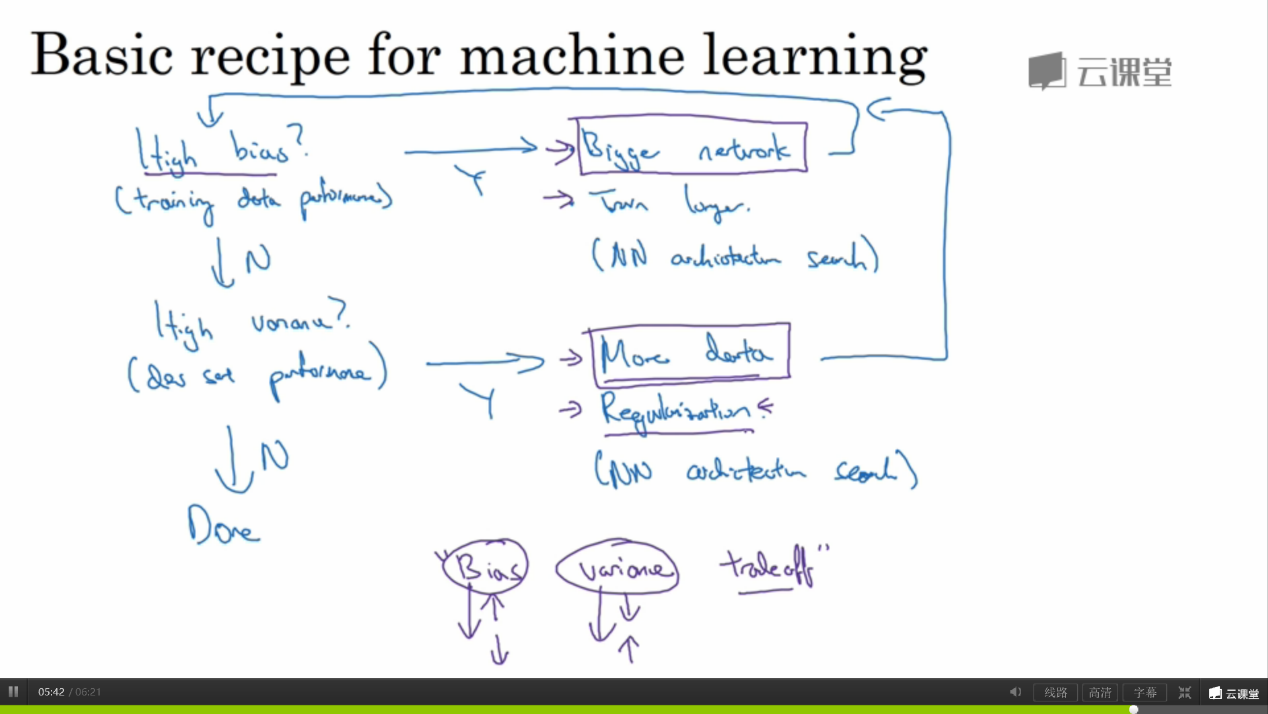 Basic recipe for machine learning
云课堂
High bias?
Y
Bigger network
(training data performance)
Train longer.
N
(NN architecture search)
High variance?
(dev set performance)
Y
More data
Regularization.
N
(NN architecture search)
Done
"Bias variance tradeoff"
05:42 / 06:21
线路 高清 字幕 云课堂